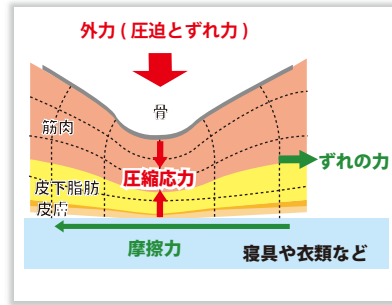 外力(圧迫とずれ力)
骨
筋肉
ずれの力
圧縮応力
皮下脂肪
皮膚
摩擦力
寝具や衣類など